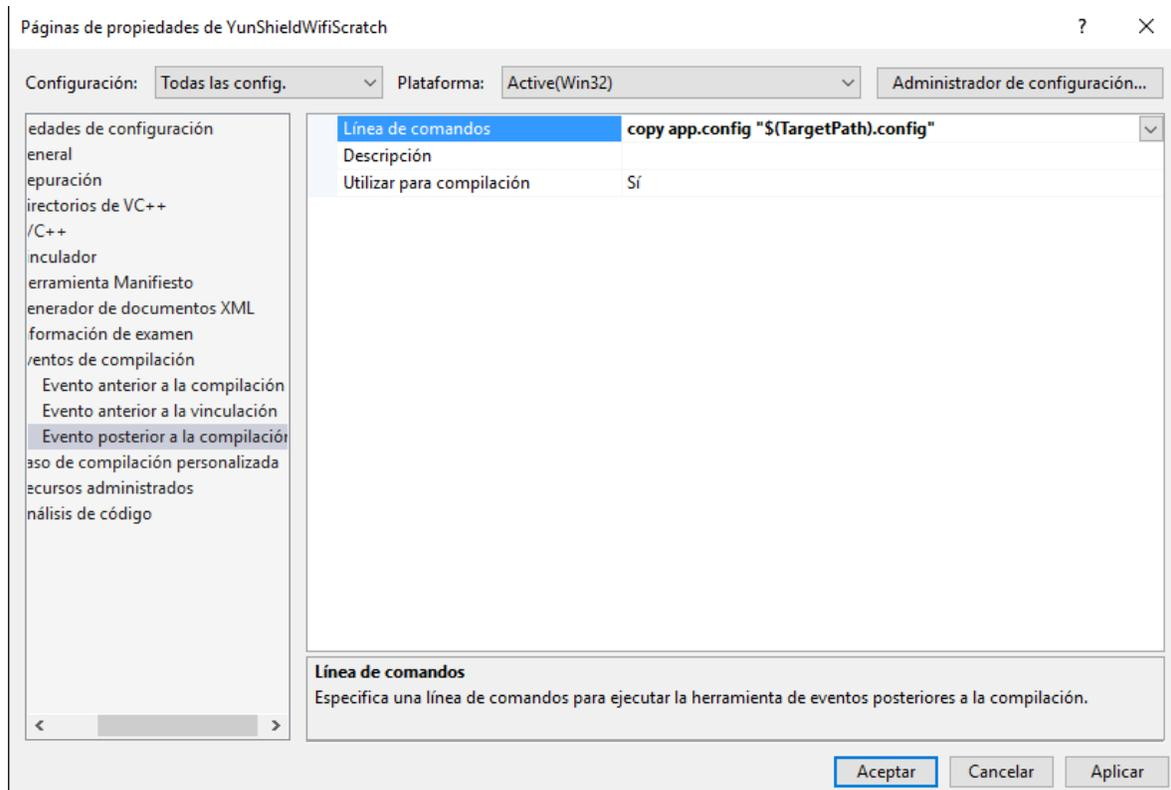 Páginas de propiedades de YunShieldWifiScratch
?
Configuración:
Todas las config.
Plataforma:
Active(Win32)
Administrador de configuración...
edades de configuración
eneral
epuración
irectorios de VC++
/C++
inculador
erramienta Manifiesto
enerador de documentos XML
formación de examen
ventos de compilación
Evento anterior a la compilación
Evento anterior a la vinculación
Evento posterior a la compilación
aso de compilación personalizada
ecursos administrados
nálisis de código
Línea de comandos
copy app.config "$(TargetPath).config"
Descripción
Utilizar para compilación
Sí
Línea de comandos
Especifica una línea de comandos para ejecutar la herramienta de eventos posteriores a la compilación.
Aceptar
Cancelar
Aplicar